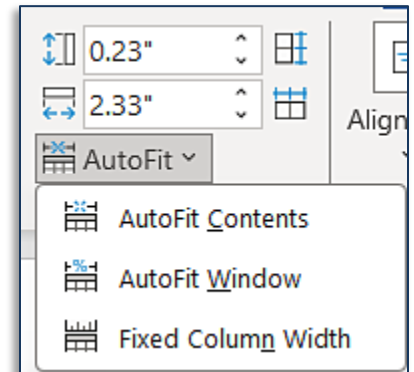 0.23"
2.33"
Align
AutoFit
AutoFit Contents
AutoFit Window
Fixed Column Width